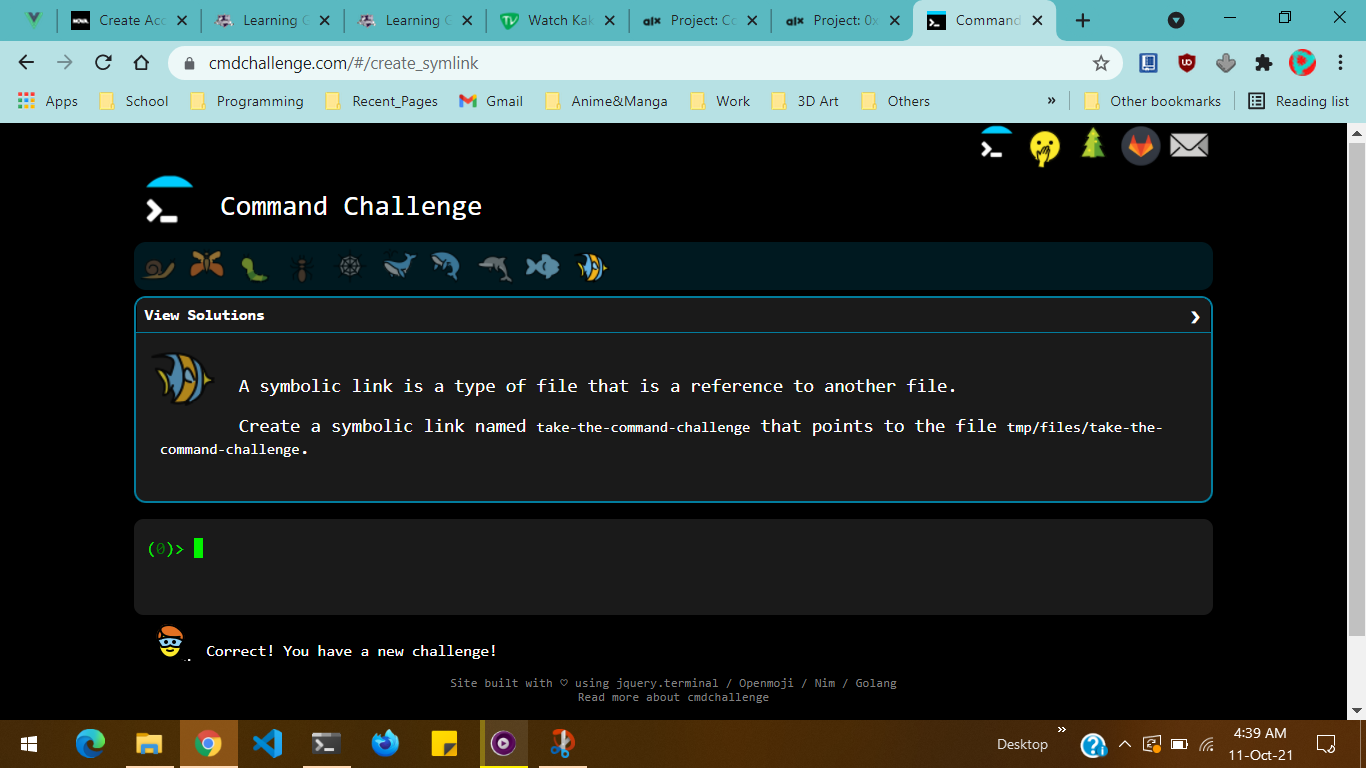 Create Acc
Learning C
Learning C
Watch Kak
Project: Co
Project: 0x
Command
cmdchallenge.com/#/create_symlink
Apps School Programming Recent_Pages Gmail Anime&Manga Work 3D Art Others » Other bookmarks Reading list
Command Challenge
View Solutions
A symbolic link is a type of file that is a reference to another file.
Create a symbolic link named take-the-command-challenge that points to the file tmp/files/take-the-
command-challenge.
(0)>
Correct! You have a new challenge!
Site built with ♡ using jquery.terminal / Openmoji / Nim / Golang
Read more about cmdchallenge
Desktop
4:39 AM
11-Oct-21